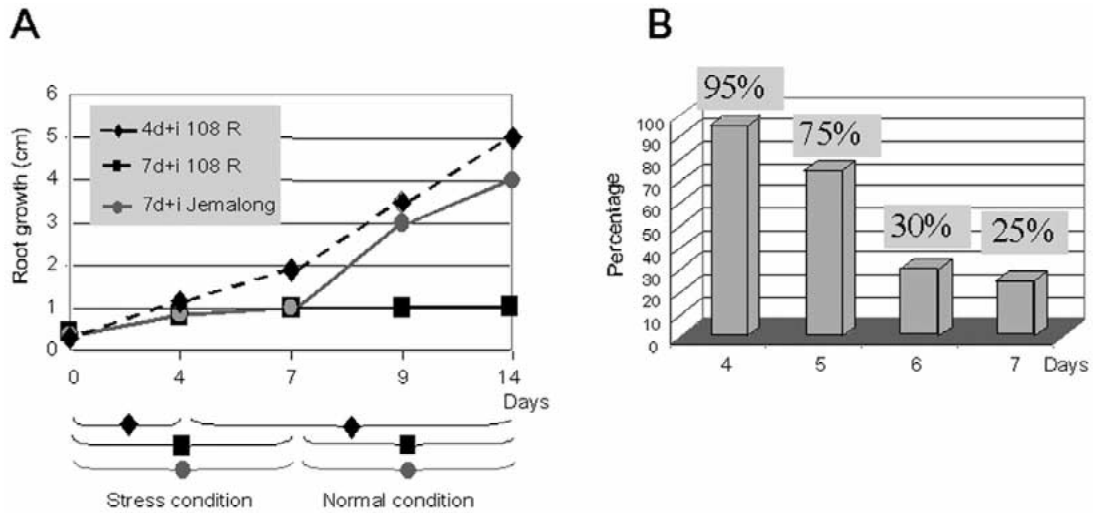 A
Root growth (cm)
6
5
4
3
2
1
0
4d+i 108 R
7d+i 108 R
7d+i Jemalong
0 4 7 9 14
Days
Stress condition Normal condition
B
Percentage
100
90
80
70
60
50
40
30
20
10
0
95%
75%
30%
25%
4 5 6 7 Days